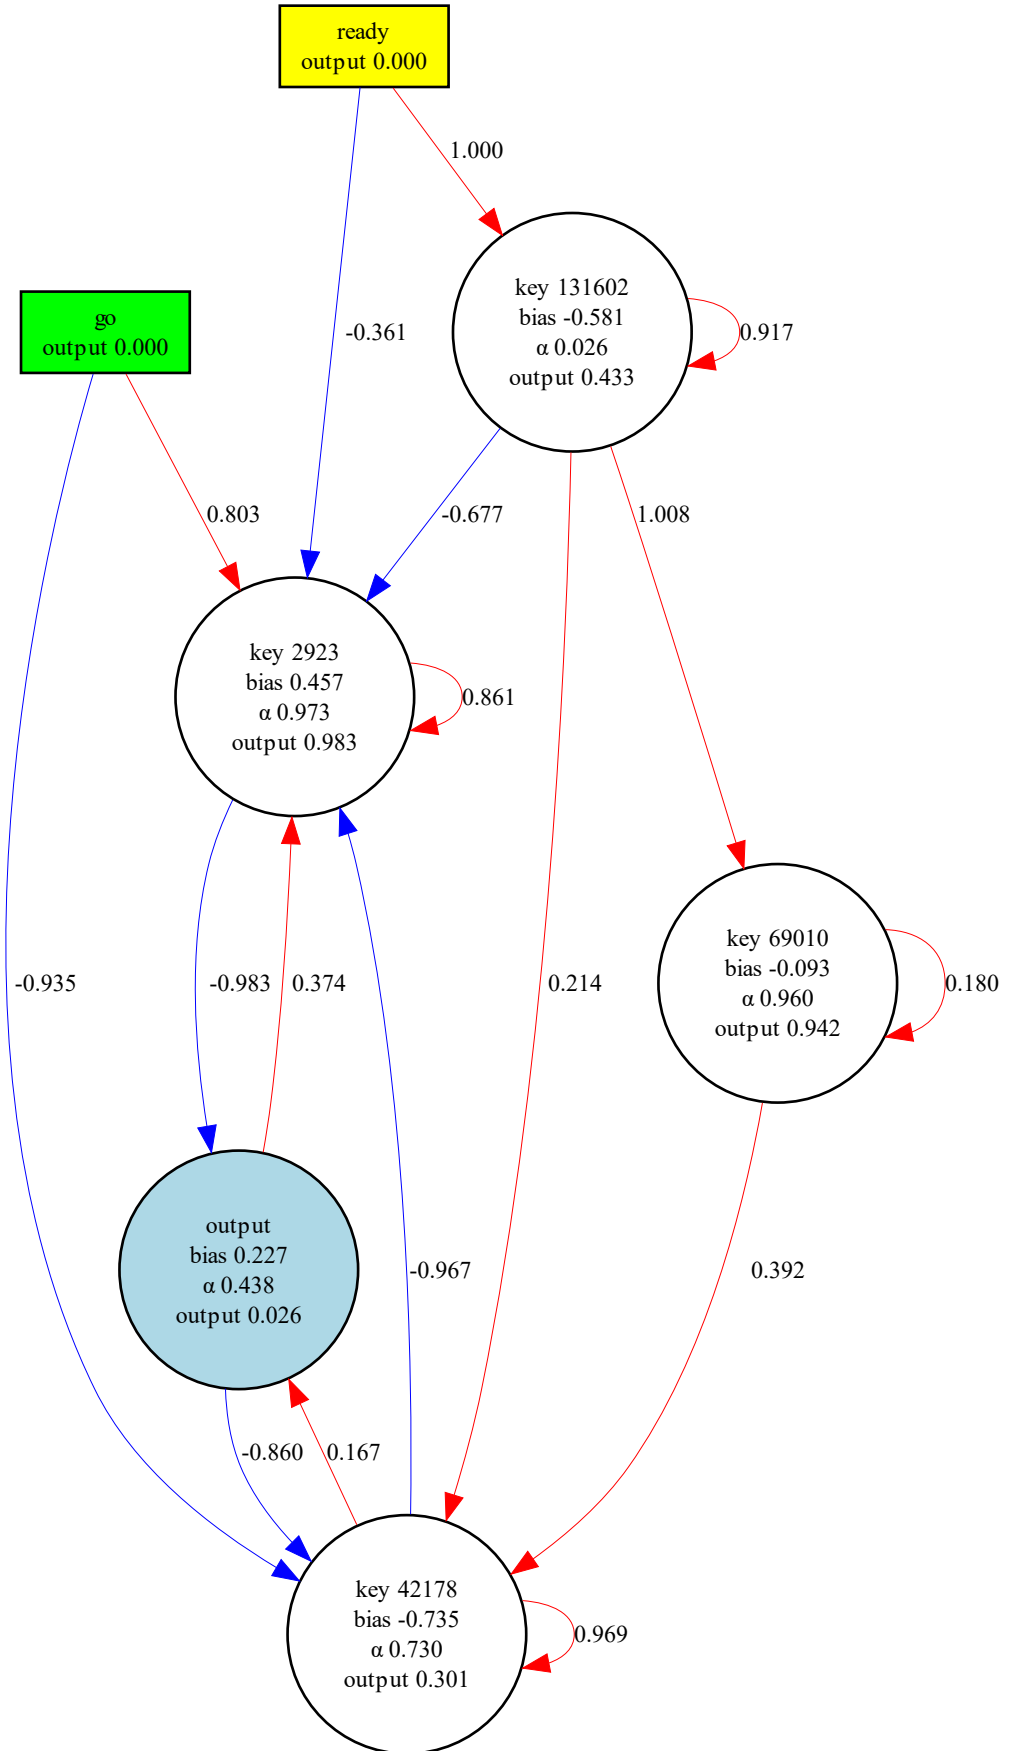 ready
output 0.000
1.000
key 131602
bias -0.581
α 0.026
output 0.433
0.917
go
output 0.000
-0.361
0.803
-0.677
1.008
key 2923
bias 0.457
α 0.973
output 0.983
0.861
key 69010
bias -0.093
α 0.960
output 0.942
0.180
-0.935
-0.983
0.374
0.214
output
bias 0.227
α 0.438
output 0.026
-0.967
0.392
-0.860
0.167
key 42178
bias -0.735
α 0.730
output 0.301
0.969